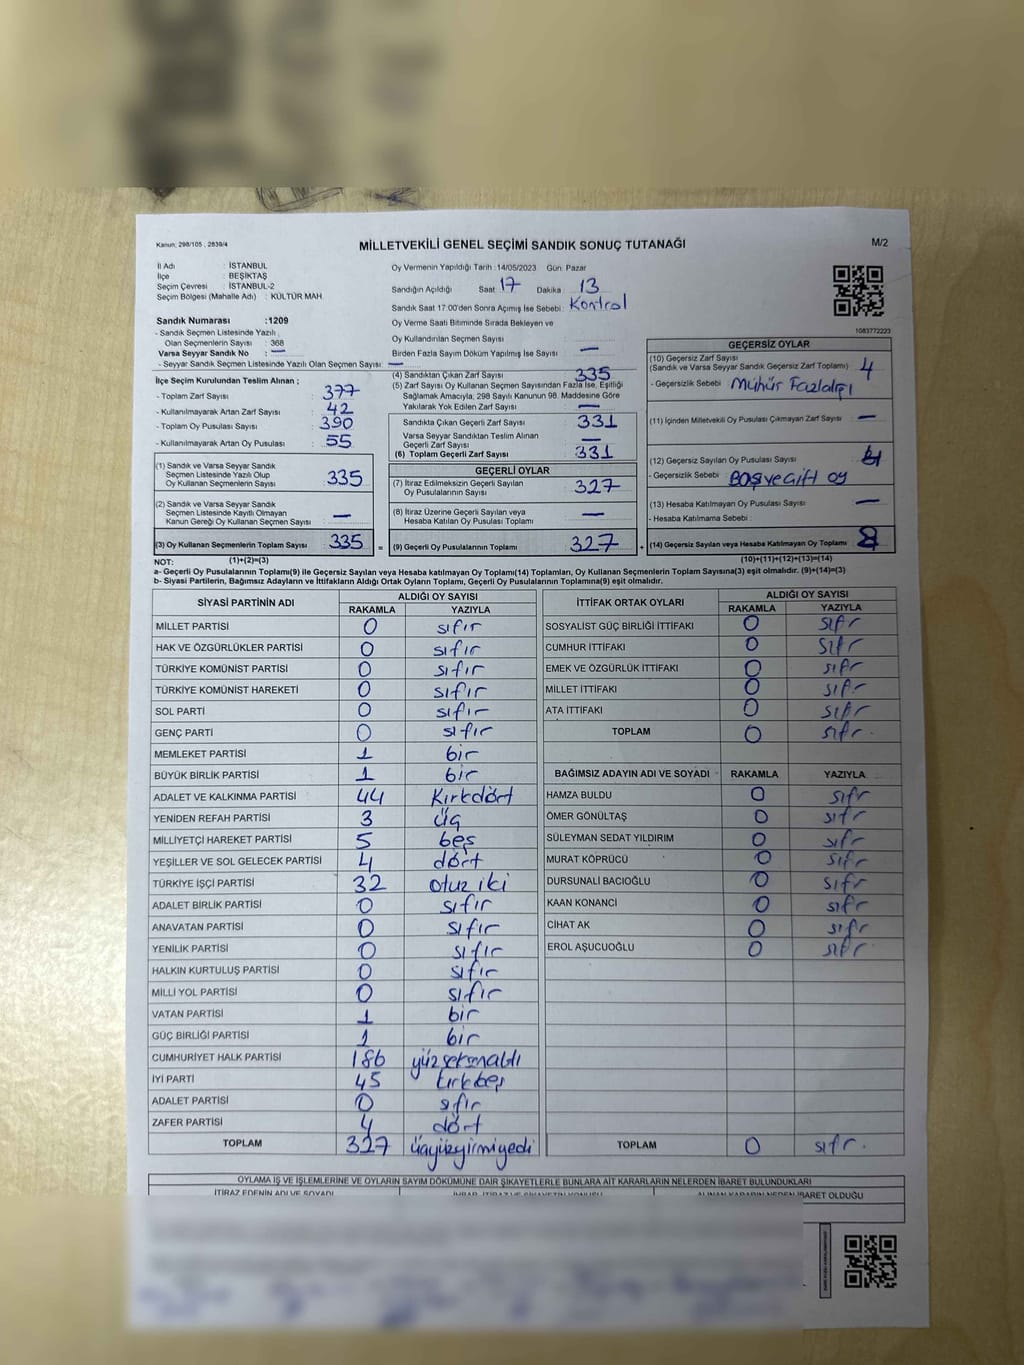 Kanun: 298/105 , 2839/4
MİLLETVEKİLİ GENEL SEÇİMİ SANDIK SONUÇ TUTANAĞI
M/2
İl Adı : İSTANBUL
İlçe : BEŞİKTAŞ
Seçim Çevresi : İSTANBUL-2
Seçim Bölgesi (Mahalle Adı) : KÜLTÜR MAH.
Sandık Numarası :1209
- Sandık Seçmen Listesinde Yazılı
Olan Seçmenlerin Sayısı : 368
Varsa Seyyar Sandık No : —
- Seyyar Sandık Seçmen Listesinde Yazılı Olan Seçmen Sayısı : —
İlçe Seçim Kurulundan Teslim Alınan ;
- Toplam Zarf Sayısı : 377
- Kullanılmayarak Artan Zarf Sayısı : 42
- Toplam Oy Pusulası Sayısı : 390
- Kullanılmayarak Artan Oy Pusulası : 55
(1) Sandık ve Varsa Seyyar Sandık
Seçmen Listesinde Yazılı Olup
Oy Kullanan Seçmenlerin Sayısı : 335
(2) Sandık ve Varsa Seyyar Sandık
Seçmen Listesinde Kayıtlı Olmayan
Kanun Gereği Oy Kullanan Seçmen Sayısı : —
(3) Oy Kullanan Seçmenlerin Toplam Sayısı : 335
(1)+(2)=(3)
Oy Vermenin Yapıldığı Tarih : 14/05/2023 Gün: Pazar
Sandığın Açıldığı Saat : 17 Dakika : 13
Sandık Saat 17:00'den Sonra Açılmış İse Sebebi : Kontrol
Oy Verme Saati Bitiminde Sırada Bekleyen ve
Oy Kullandırılan Seçmen Sayısı :
Birden Fazla Sayım Döküm Yapılmış İse Sayısı : —
(4) Sandıktan Çıkan Zarf Sayısı : 335
(5) Zarf Sayısı Oy Kullanan Seçmen Sayısından Fazla İse, Eşitliği
Sağlamak Amacıyla, 298 Sayılı Kanunun 98. Maddesine Göre
Yakılarak Yok Edilen Zarf Sayısı : —
Sandıkta Çıkan Geçerli Zarf Sayısı : 331
Varsa Seyyar Sandıktan Teslim Alınan
Geçerli Zarf Sayısı : —
(6) Toplam Geçerli Zarf Sayısı : 331
GEÇERLİ OYLAR
(7) İtiraz Edilmeksizin Geçerli Sayılan
Oy Pusulalarının Sayısı : 327
(8) İtiraz Üzerine Geçerli Sayılan veya
Hesaba Katılan Oy Pusulası Toplamı : —
= (9) Geçerli Oy Pusulalarının Toplamı : 327 +
1083772223
GEÇERSİZ OYLAR
(10) Geçersiz Zarf Sayısı
(Sandık ve Varsa Seyyar Sandık Geçersiz Zarf Toplamı) : 4
- Geçersizlik Sebebi : Mühür Fazlalığı
(11) İçinden Milletvekili Oy Pusulası Çıkmayan Zarf Sayısı : —
(12) Geçersiz Sayılan Oy Pusulası Sayısı : 4
- Geçersizlik Sebebi : Boş ve Çift oy
(13) Hesaba Katılmayan Oy Pusulası Sayısı : —
- Hesaba Katılmama Sebebi :
(14) Geçersiz Sayılan veya Hesaba Katılmayan Oy Toplamı : 8
(10)+(11)+(12)+(13)=(14)
NOT:
a- Geçerli Oy Pusulalarının Toplamı(9) ile Geçersiz Sayılan veya Hesaba katılmayan Oy Toplamı(14) Toplamları, Oy Kullanan Seçmenlerin Toplam Sayısına(3) eşit olmalıdır. (9)+(14)=(3)
b- Siyasi Partilerin, Bağımsız Adayların ve İttifakların Aldığı Ortak Oyların Toplamı, Geçerli Oy Pusulalarının Toplamına(9) eşit olmalıdır.
SİYASİ PARTİNİN ADI ALDIĞI OY SAYISI
RAKAMLA YAZIYLA
MİLLET PARTİSİ 0 sıfır
HAK VE ÖZGÜRLÜKLER PARTİSİ 0 sıfır
TÜRKİYE KOMÜNİST PARTİSİ 0 sıfır
TÜRKİYE KOMÜNİST HAREKETİ 0 sıfır
SOL PARTİ 0 sıfır
GENÇ PARTİ 0 sıfır
MEMLEKET PARTİSİ 1 bir
BÜYÜK BİRLİK PARTİSİ 1 bir
ADALET VE KALKINMA PARTİSİ 44 Kırkdört
YENİDEN REFAH PARTİSİ 3 üç
MİLLİYETÇİ HAREKET PARTİSİ 5 beş
YEŞİLLER VE SOL GELECEK PARTİSİ 4 dört
TÜRKİYE İŞÇİ PARTİSİ 32 otuz iki
ADALET BİRLİK PARTİSİ 0 sıfır
ANAVATAN PARTİSİ 0 sıfır
YENİLİK PARTİSİ 0 sıfır
HALKIN KURTULUŞ PARTİSİ 0 sıfır
MİLLİ YOL PARTİSİ 0 sıfır
VATAN PARTİSİ 1 bir
GÜÇ BİRLİĞİ PARTİSİ 1 bir
CUMHURİYET HALK PARTİSİ 186 yüzseksenaltı
İYİ PARTİ 45 kırkbeş
ADALET PARTİSİ 0 sıfır
ZAFER PARTİSİ 4 dört
TOPLAM 327 üçyüzyirmiyedi
İTTİFAK ORTAK OYLARI ALDIĞI OY SAYISI
RAKAMLA YAZIYLA
SOSYALİST GÜÇ BİRLİĞİ İTTİFAKI 0 sıfır
CUMHUR İTTİFAKI 0 sıfır
EMEK VE ÖZGÜRLÜK İTTİFAKI 0 sıfır
MİLLET İTTİFAKI 0 sıfır
ATA İTTİFAKI 0 sıfır
TOPLAM 0 sıfır
BAĞIMSIZ ADAYIN ADI VE SOYADI RAKAMLA YAZIYLA
HAMZA BULDU 0 sıfır
ÖMER GÖNÜLTAŞ 0 sıfır
SÜLEYMAN SEDAT YILDIRIM 0 sıfır
MURAT KÖPRÜCÜ 0 sıfır
DURSUNALİ BACIOĞLU 0 sıfır
KAAN KONANCİ 0 sıfır
CİHAT AK 0 sıfır
EROL AŞUCUOĞLU 0 sıfır
TOPLAM 0 sıfır
OYLAMA İŞ VE İŞLEMLERİNE VE OYLARIN SAYIM DÖKÜMÜNE DAİR ŞİKAYETLERLE BUNLARA AİT KARARLARIN NELERDEN İBARET BULUNDUKLARI
İTİRAZ EDENİN ADI VE SOYADI